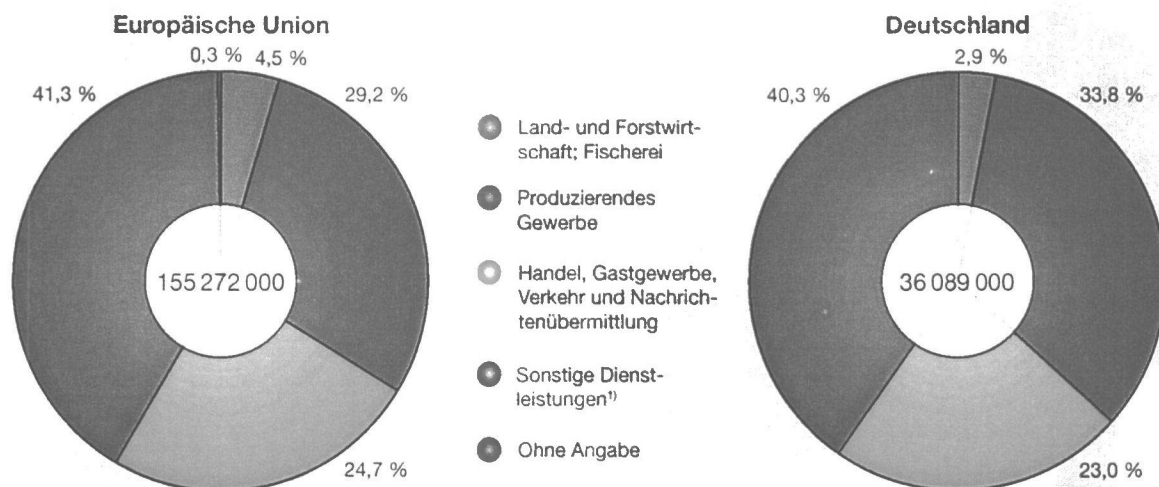 Europäische Union
0,3 %
4,5 %
41,3 %
29,2 %
155 272 000
24,7 %
Land- und Forstwirt-
schaft; Fischerei
Produzierendes
Gewerbe
Handel, Gastgewerbe,
Verkehr und Nachrich-
tenübermittlung
Sonstige Dienst-
leistungen¹⁾
Ohne Angabe
Deutschland
2,9 %
40,3 %
33,8 %
36 089 000
23,0 %